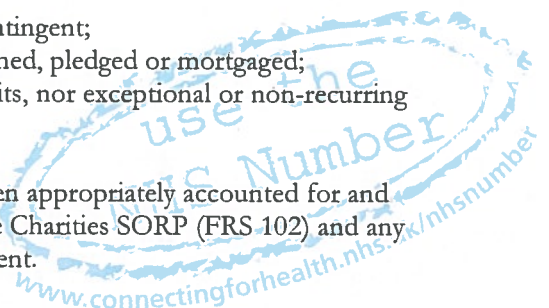 ntingent;
ned, pledged or mortgaged;
its, nor exceptional or non-recurring
use the
NHS Number
en appropriately accounted for and
e Charities SORP (FRS 102) and any
ent.
www.connectingforhealth.nhs.uk/nhsnumber